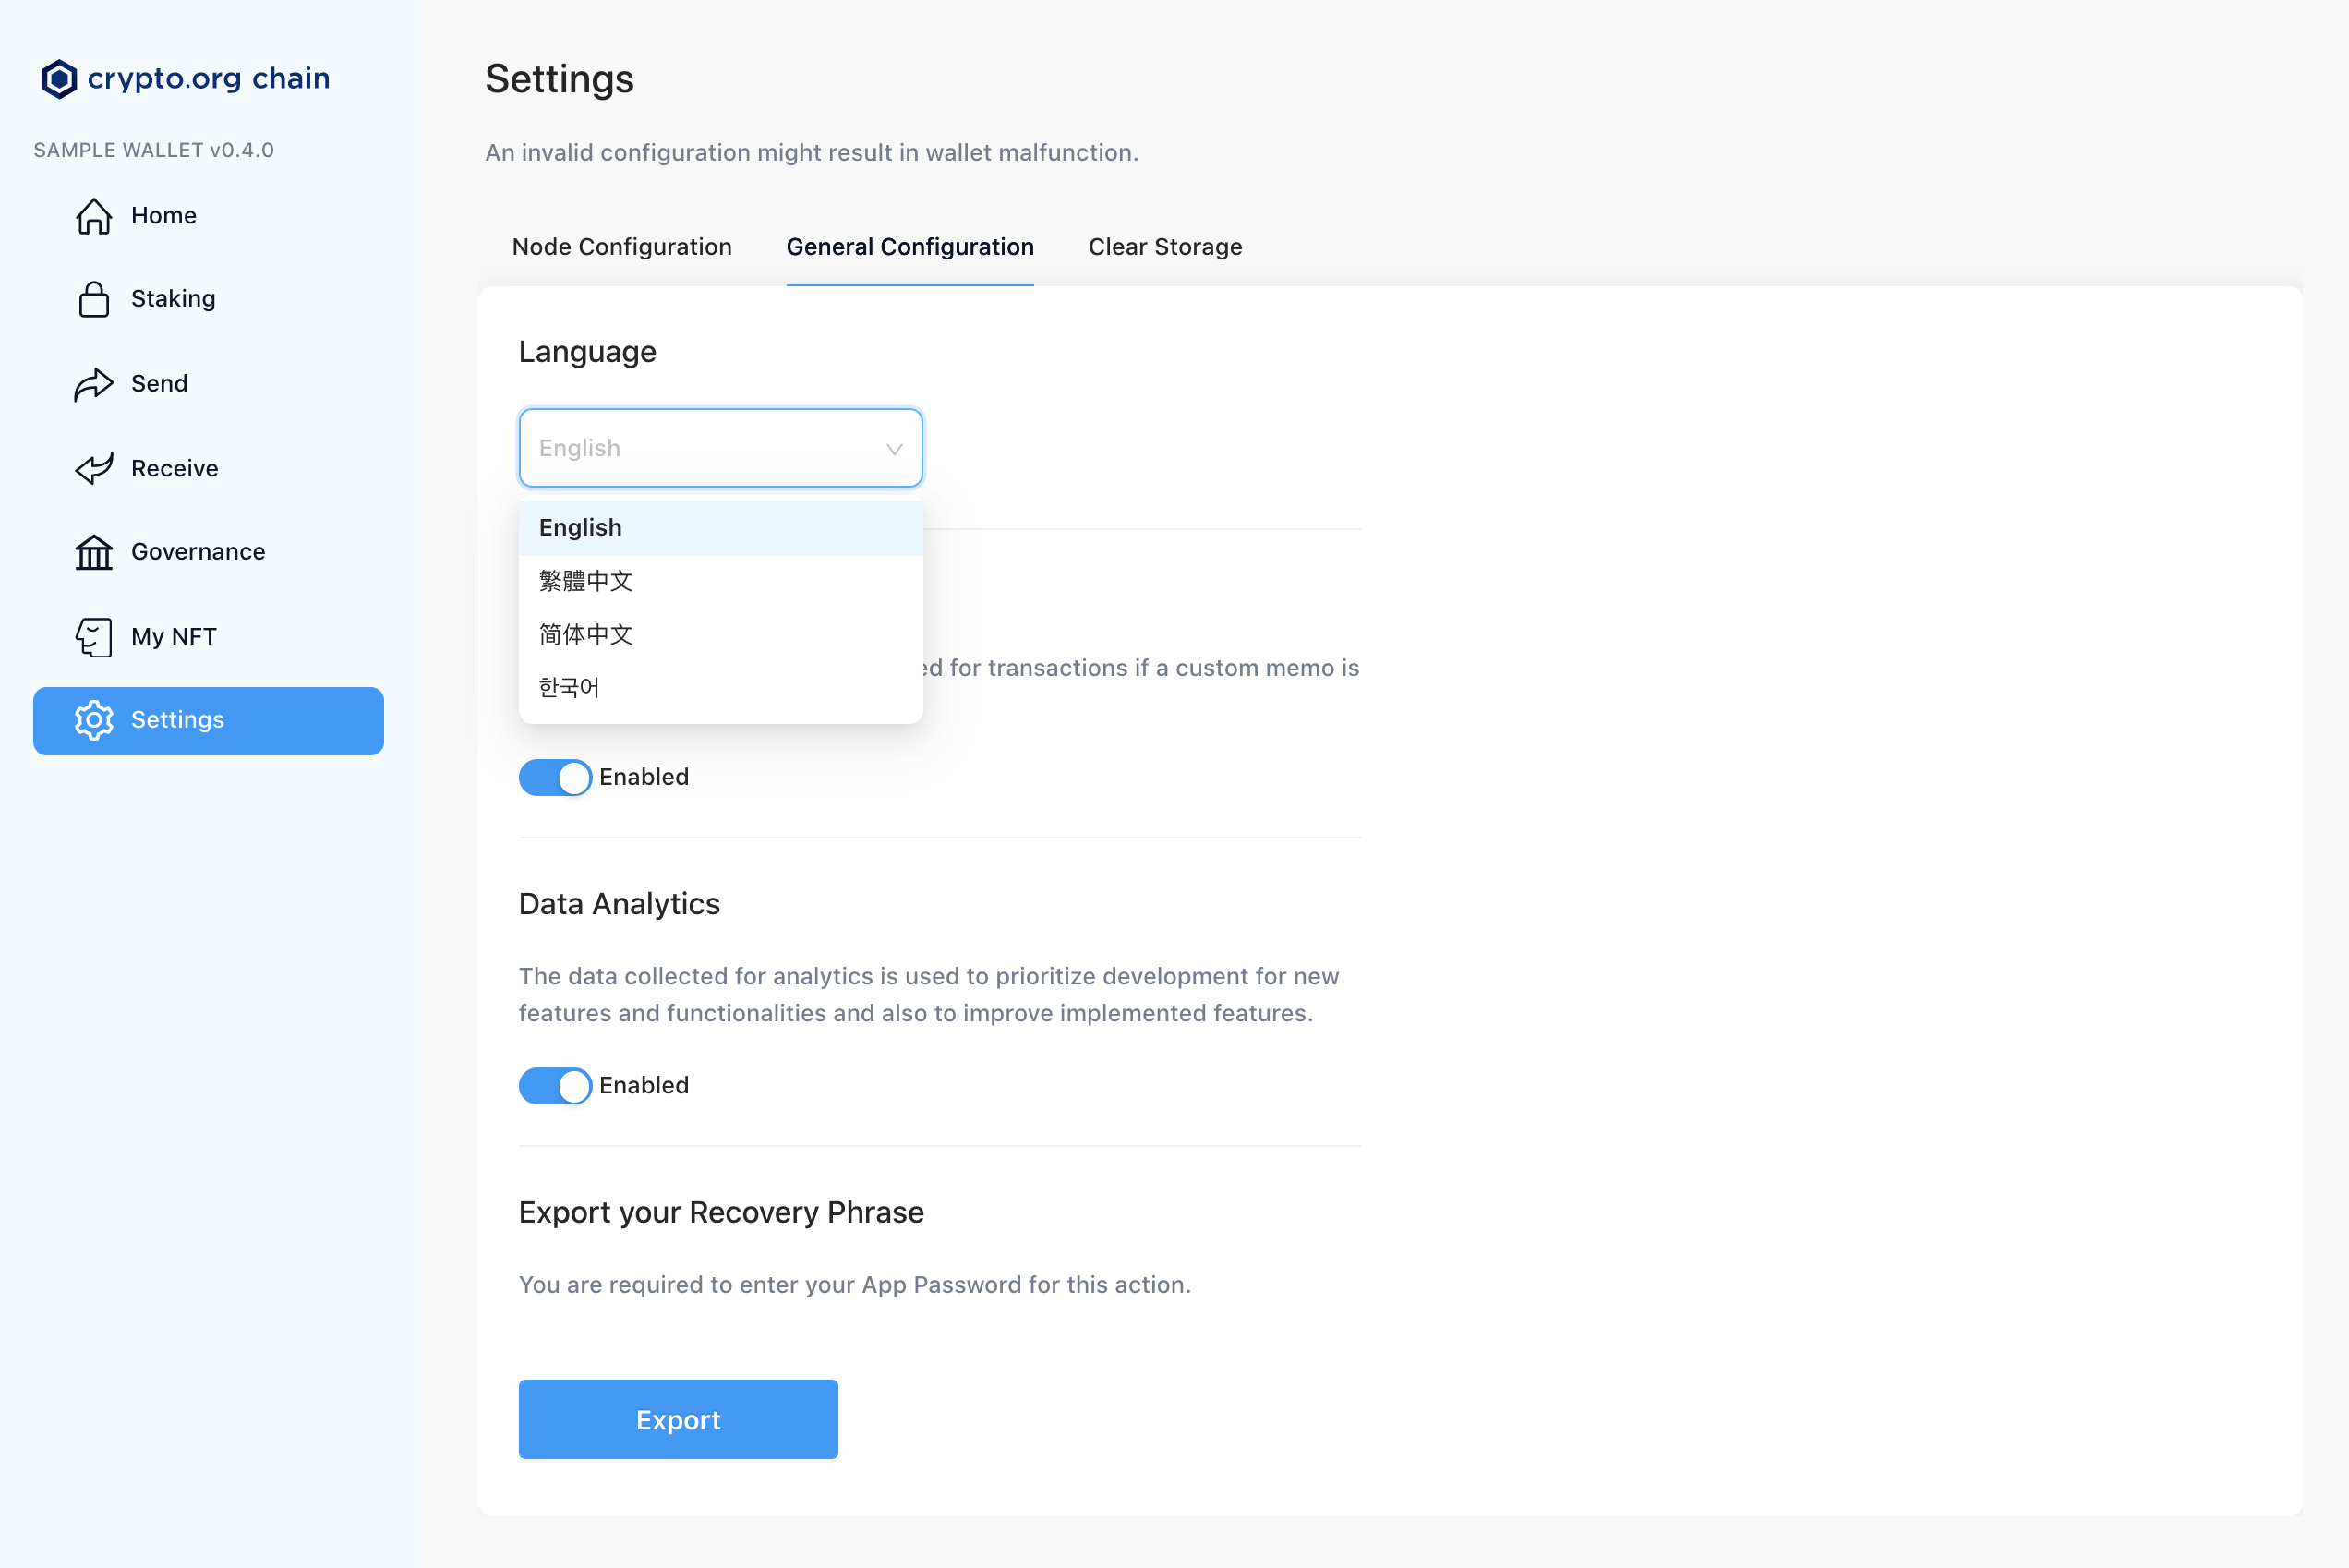 crypto.org chain
SAMPLE WALLET v0.4.0
Home
Staking
Send
Receive
Governance
My NFT
Settings
Settings
An invalid configuration might result in wallet malfunction.
Node Configuration
General Configuration
Clear Storage
Language
English
English
繁體中文
简体中文
한국어
for transactions if a custom memo is
Enabled
Data Analytics
The data collected for analytics is used to prioritize development for new
features and functionalities and also to improve implemented features.
Enabled
Export your Recovery Phrase
You are required to enter your App Password for this action.
Export